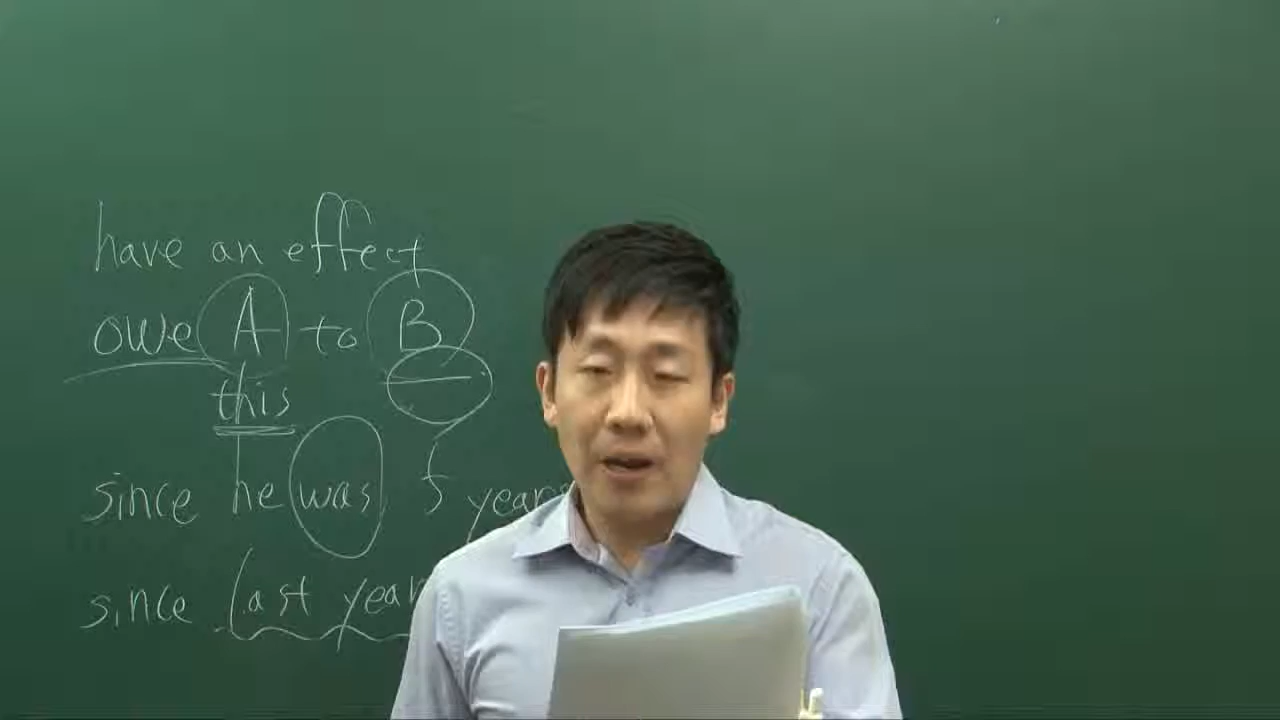 have an effect
owe A to B
this
since he was 5 years
since last year